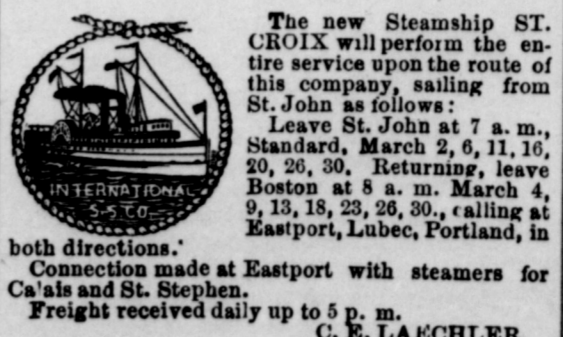 The new Steamship ST.
CROIX will perform the en-
tire service upon the route of
this company, sailing from
St. John as follows:
Leave St. John at 7 a. m.,
Standard, March 2, 6, 11, 16,
20, 26, 30. Returning, leave
Boston at 8 a. m. March 4,
9, 13, 18, 23, 26, 30., calling at
Eastport, Lubec, Portland, in
both directions.'
INTERNATIONAL
S.S.CO.
Connection made at Eastport with steamers for
Ca'ais and St. Stephen.
Freight received daily up to 5 p. m.
C. E. LAECHLER